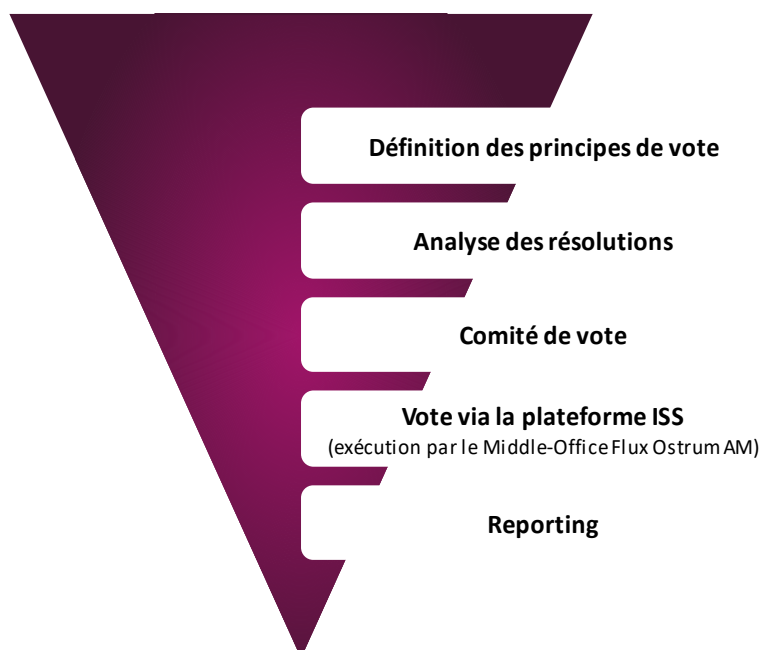 Définition des principes de vote
Analyse des résolutions
Comité de vote
Vote via la plateforme ISS
(exécution par le Middle-Office Flux Ostrum AM)
Reporting